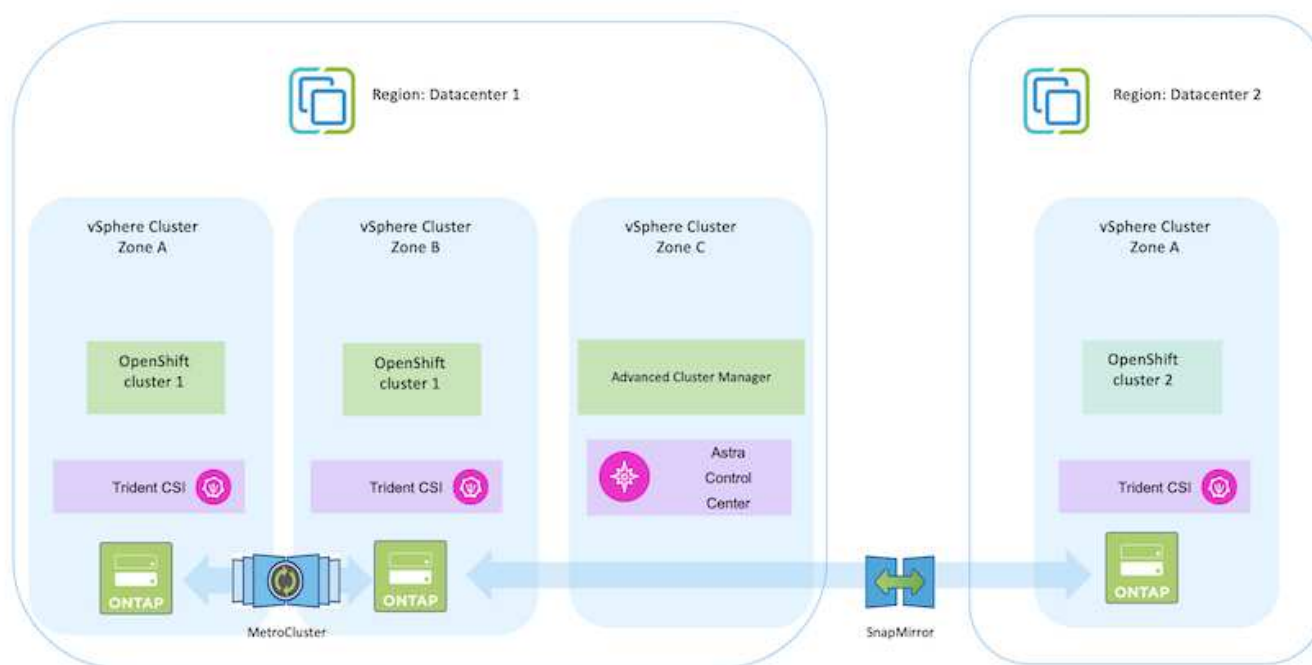 Region: Datacenter 1
Region: Datacenter 2
vSphere Cluster
Zone A
vSphere Cluster
Zone B
vSphere Cluster
Zone C
vSphere Cluster
Zone A
OpenShift
cluster 1
OpenShift
cluster 1
Advanced Cluster Manager
OpenShift
cluster 2
Trident CSI
Trident CSI
Astra
Control
Center
Trident CSI
ONTAP
ONTAP
ONTAP
MetroCluster
SnapMirror